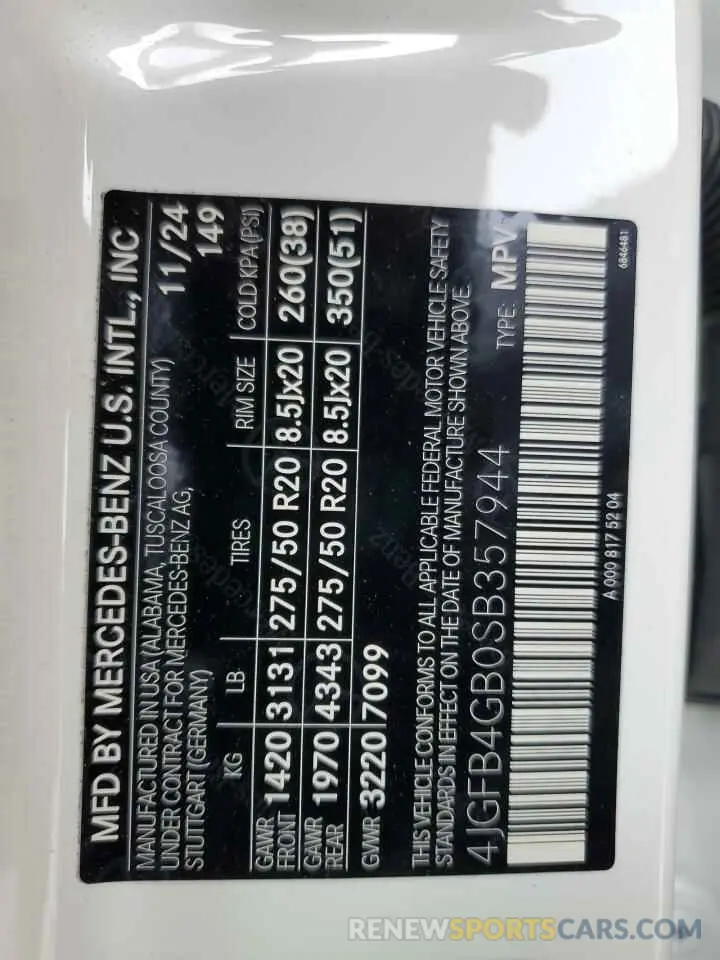 MFD BY MERCEDES-BENZ U.S. INTL., INC
MANUFACTURED IN USA (ALABAMA, TUSCALOOSA COUNTY) 11/24
UNDER CONTRACT FOR MERCEDES-BENZ AG, 149
STUTTGART (GERMANY)
KG LB TIRES RIM SIZE COLD KPA (PSI)
GAWR FRONT 1420 3131 275/50 R20 8.5Jx20 260(38)
GAWR REAR 1970 4343 275/50 R20 8.5Jx20 350(51)
GVWR 3220 7099
THIS VEHICLE CONFORMS TO ALL APPLICABLE FEDERAL MOTOR VEHICLE SAFETY
STANDARDS IN EFFECT ON THE DATE OF MANUFACTURE SHOWN ABOVE.
4JGFB4GB0SB357944 TYPE: MPV
A 000 817 52 04 6846481
RENEWSPORTSCARS.COM